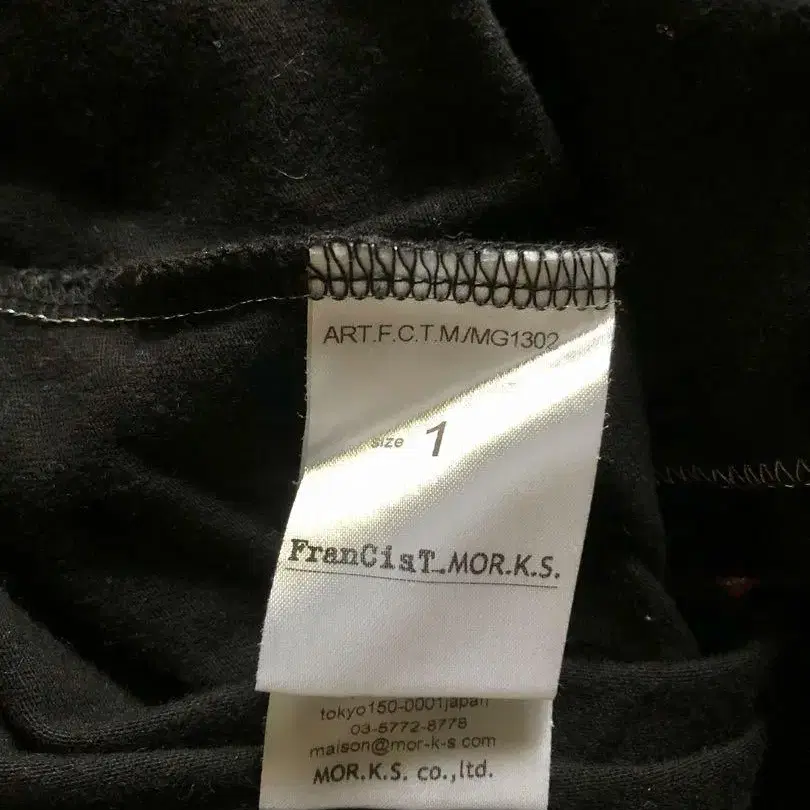 ART.F.C.T.M./MG1302
size 1
FranCisT_MOR.K.S.
tokyo150-0001japan
03-5772-8778
maison@mor-k-s com
MOR.K.S. co.,ltd.